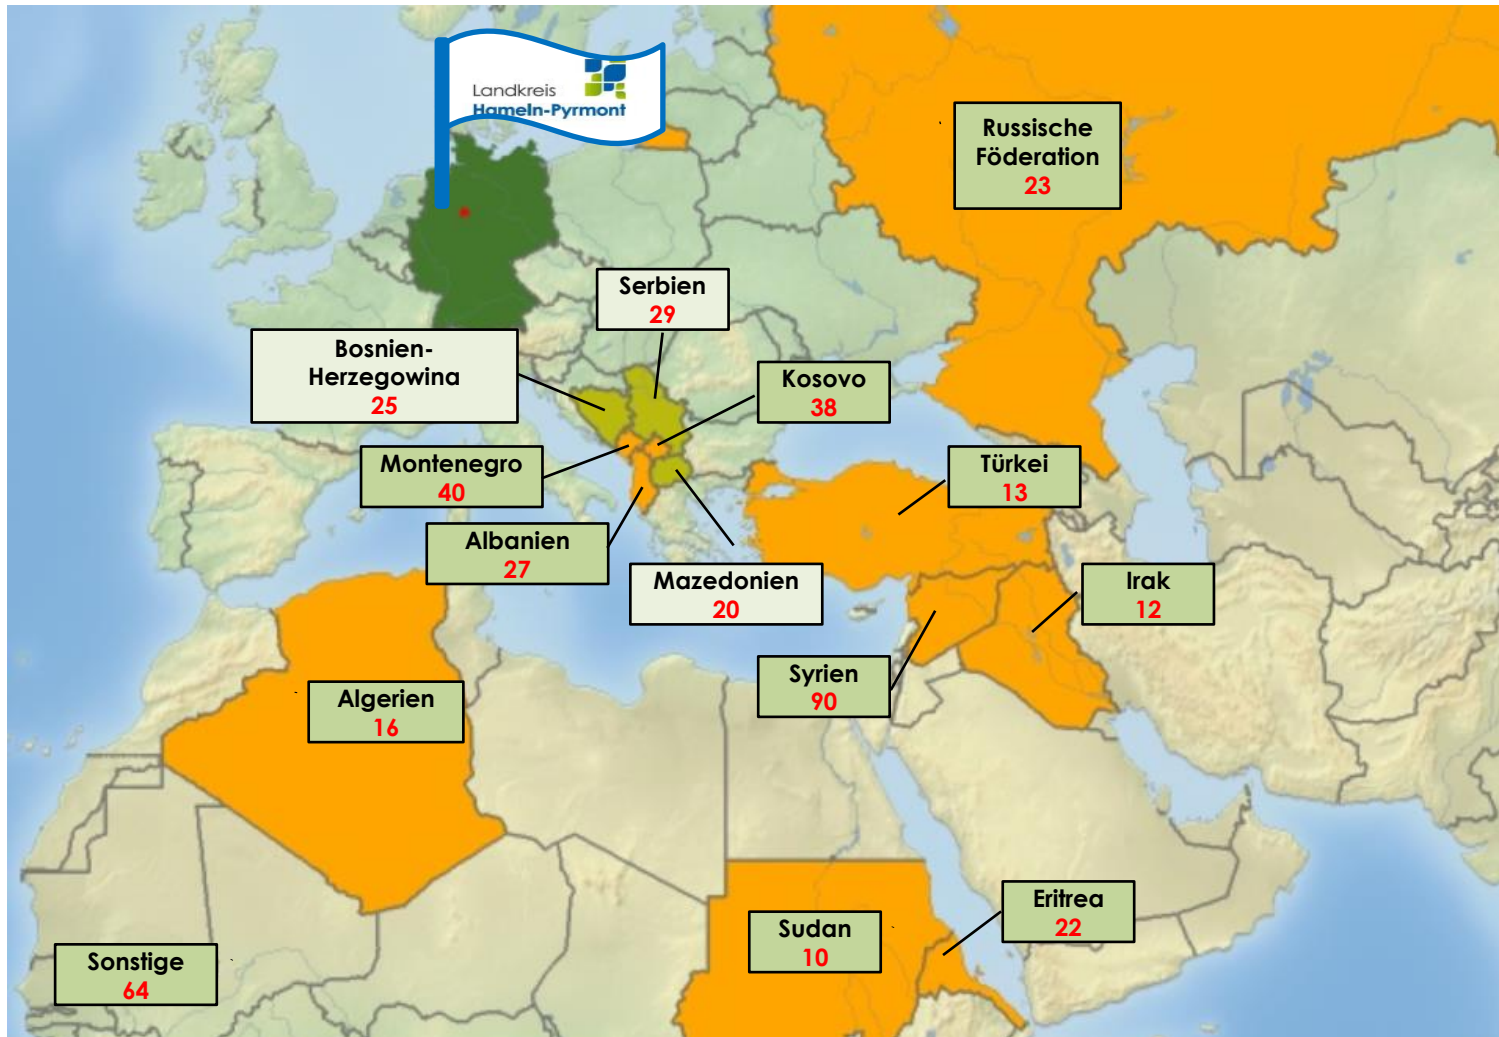 Landkreis
Hameln-Pyrmont
Russische
Föderation
23
Serbien
29
Bosnien-
Herzegowina
25
Kosovo
38
Montenegro
40
Türkei
13
Albanien
27
Mazedonien
20
Irak
12
Syrien
90
Algerien
16
Eritrea
22
Sudan
10
Sonstige
64